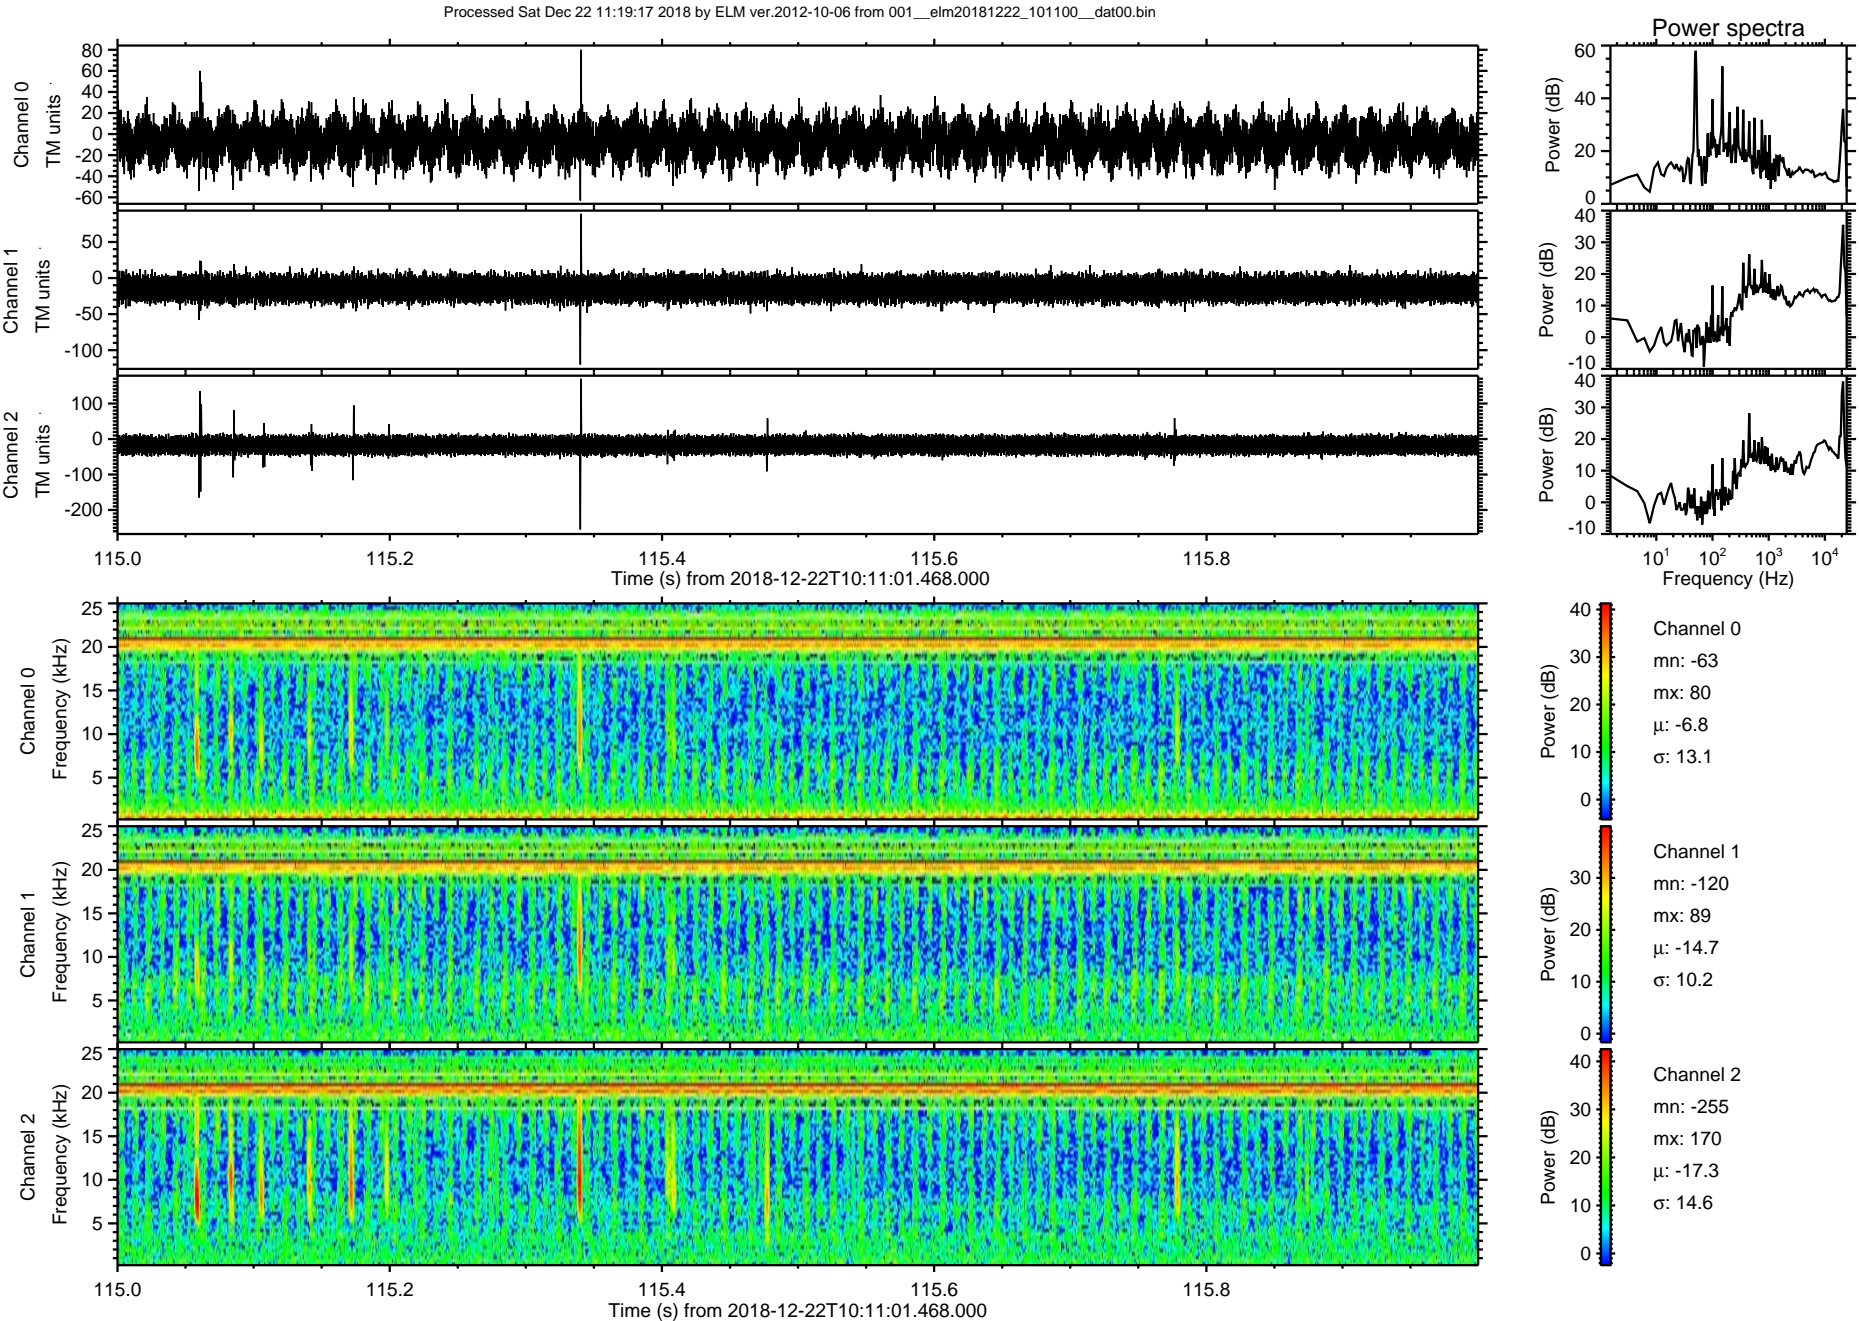 Processed Sat Dec 22 11:19:17 2018 by ELM ver.2012-10-06 from 001__elm20181222_101100__dat00.bin
Power spectra
Channel 0
TM units
80
60
40
20
0
-20
-40
-60
Power (dB)
60
40
20
0
Channel 1
TM units
50
0
-50
-100
Power (dB)
40
30
20
10
0
-10
Channel 2
TM units
100
0
-100
-200
Power (dB)
40
30
20
10
0
-10
115.0 115.2 115.4 115.6 115.8
Time (s) from 2018-12-22T10:11:01.468.000
10¹ 10² 10³ 10⁴
Frequency (Hz)
Channel 0
Frequency (kHz)
25
20
15
10
5
Power (dB)
40
30
20
10
0
Channel 0
mn: -63
mx: 80
μ: -6.8
σ: 13.1
Channel 1
Frequency (kHz)
25
20
15
10
5
Power (dB)
30
20
10
0
Channel 1
mn: -120
mx: 89
μ: -14.7
σ: 10.2
Channel 2
Frequency (kHz)
25
20
15
10
5
Power (dB)
40
30
20
10
0
Channel 2
mn: -255
mx: 170
μ: -17.3
σ: 14.6
115.0 115.2 115.4 115.6 115.8
Time (s) from 2018-12-22T10:11:01.468.000